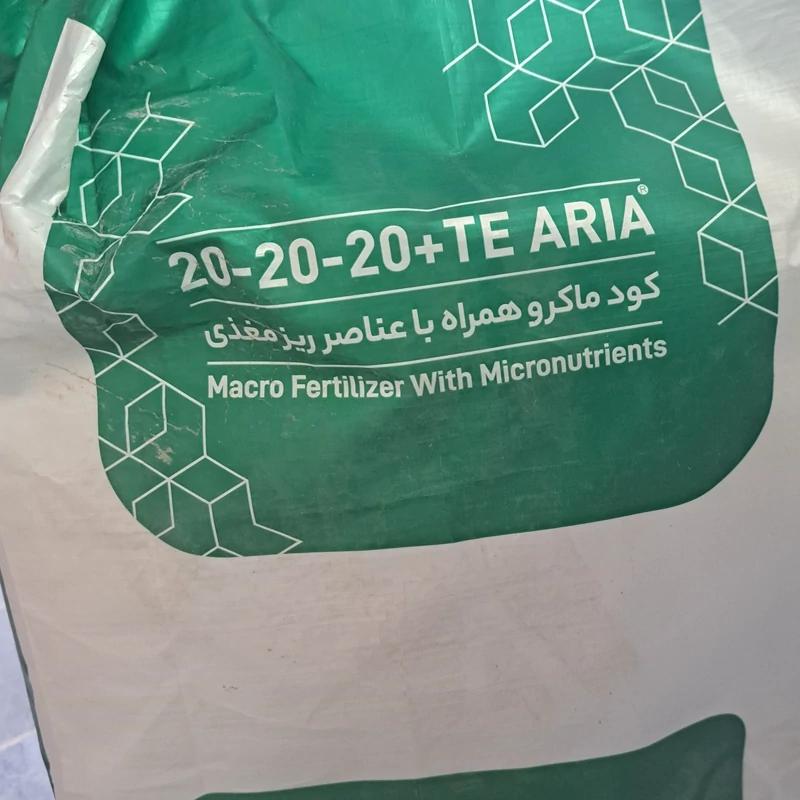 20-20-20+TE ARIA®
کود ماکرو همراه با عناصر ریزمغذی
Macro Fertilizer With Micronutrients